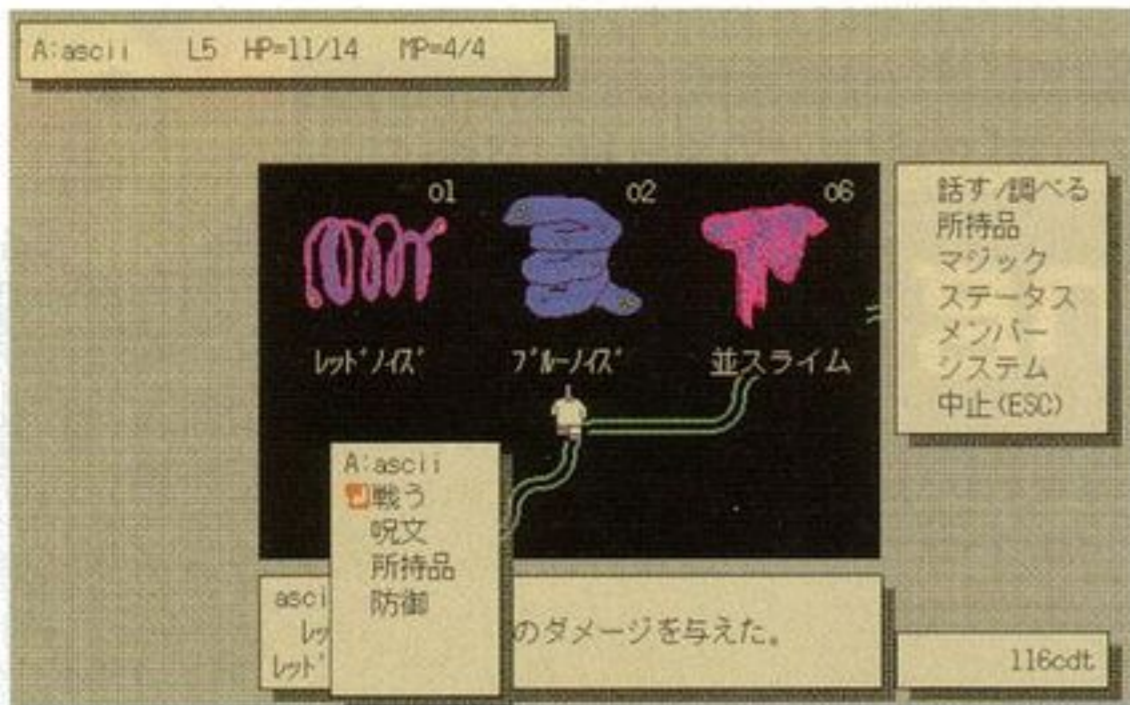 A:ascii L5 HP=11/14 MP=4/4
01 02 06
レッドノイズ ブルーノイズ 並スライム
話す/調べる
所持品
マジック
ステータス
メンバー
システム
中止(ESC)
A:ascii
戦う
呪文
所持品
防御
asci
レッ のダメージを与えた。
レッド
116cdt